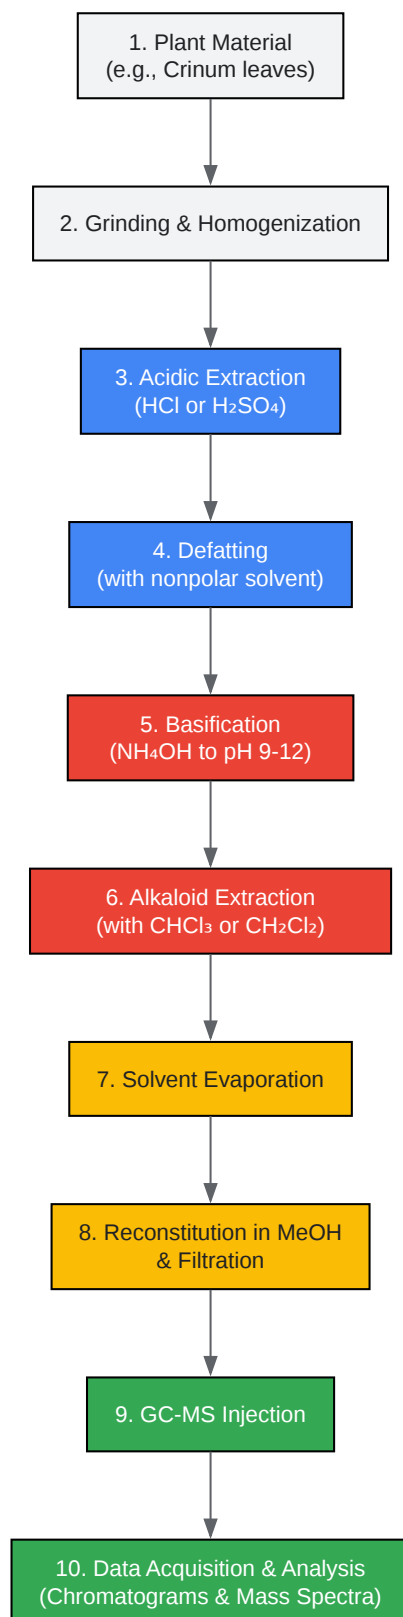 1. Plant Material
(e.g., Crinum leaves)
2. Grinding & Homogenization
3. Acidic Extraction
(HCl or H₂SO₄)
4. Defatting
(with nonpolar solvent)
5. Basification
(NH₄OH to pH 9-12)
6. Alkaloid Extraction
(with CHCl₃ or CH₂Cl₂)
7. Solvent Evaporation
8. Reconstitution in MeOH
& Filtration
9. GC-MS Injection
10. Data Acquisition & Analysis
(Chromatograms & Mass Spectra)